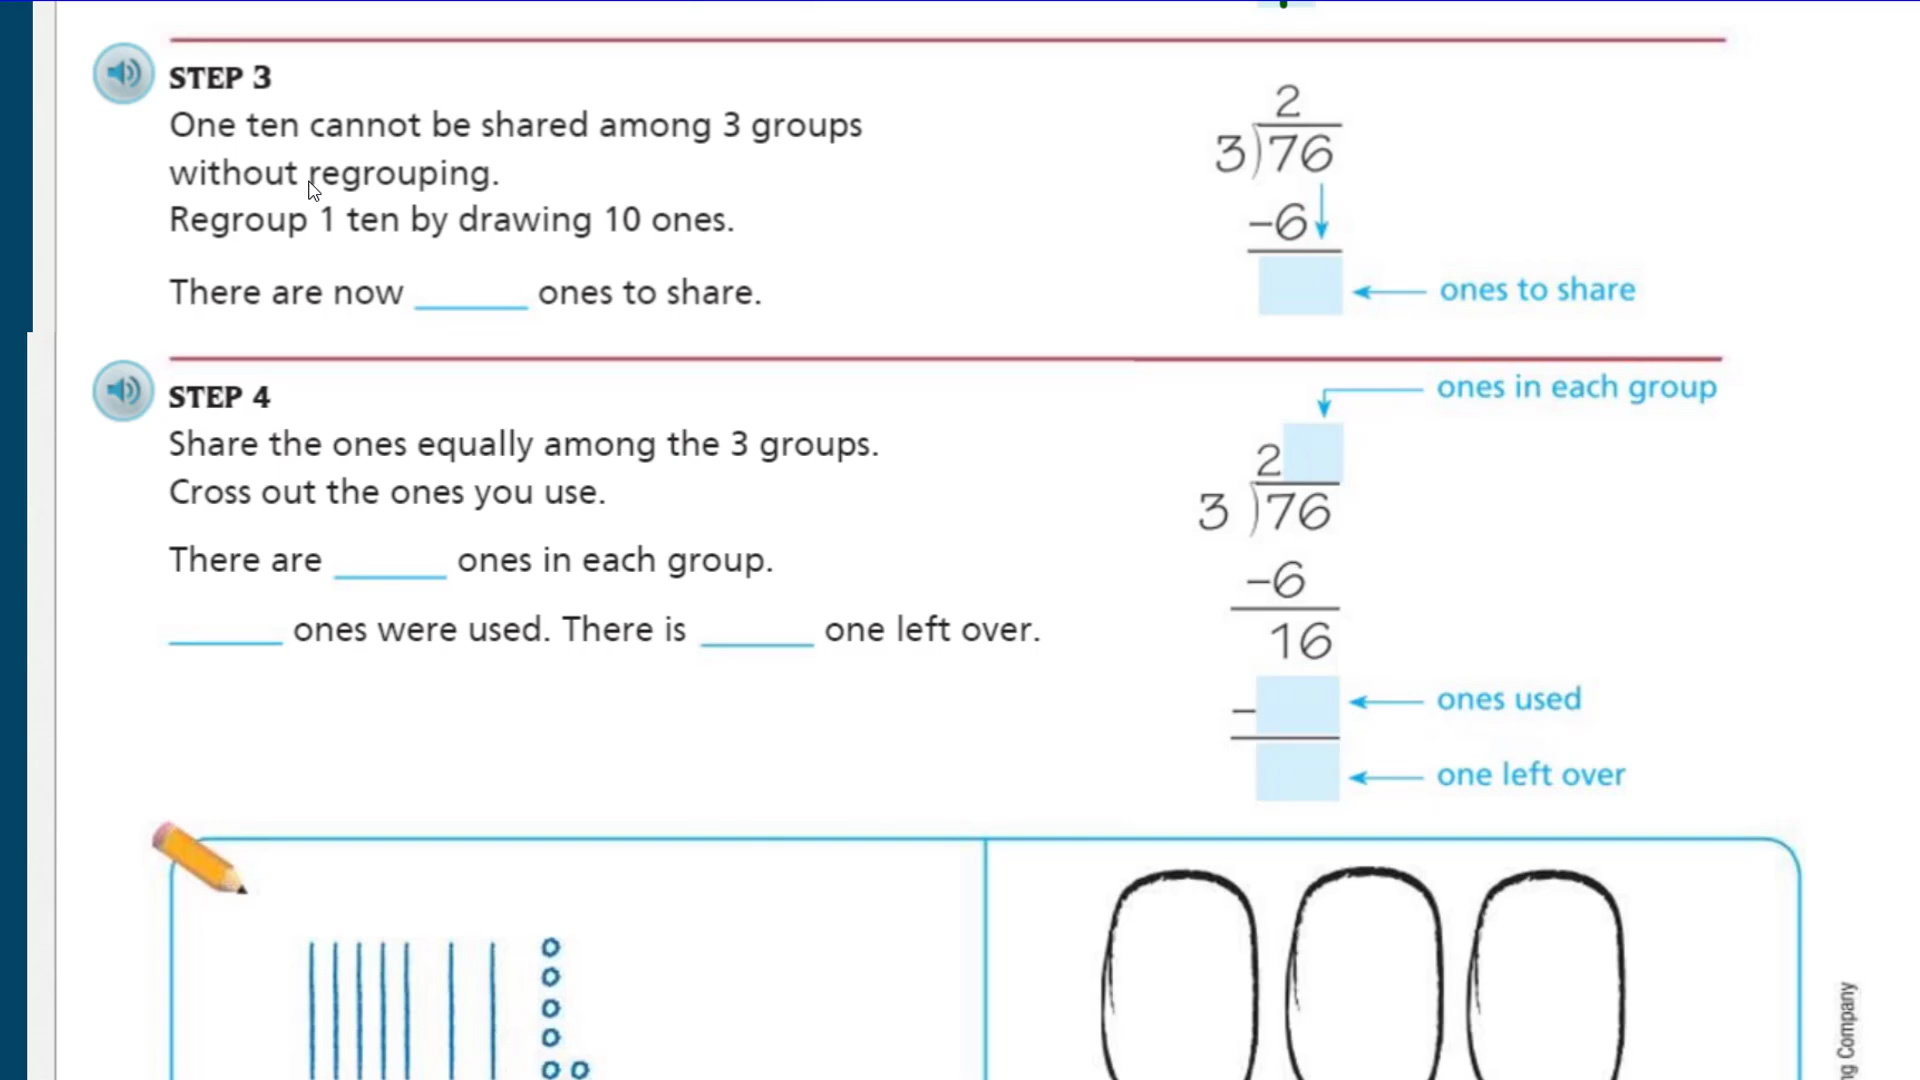 STEP 3
One ten cannot be shared among 3 groups
without regrouping.
Regroup 1 ten by drawing 10 ones.
There are now ______ ones to share.
2
3)76
−6
ones to share
STEP 4
Share the ones equally among the 3 groups.
Cross out the ones you use.
There are ______ ones in each group.
______ ones were used. There is ______ one left over.
ones in each group
2
3 )76
−6
16
−
ones used
one left over
Company